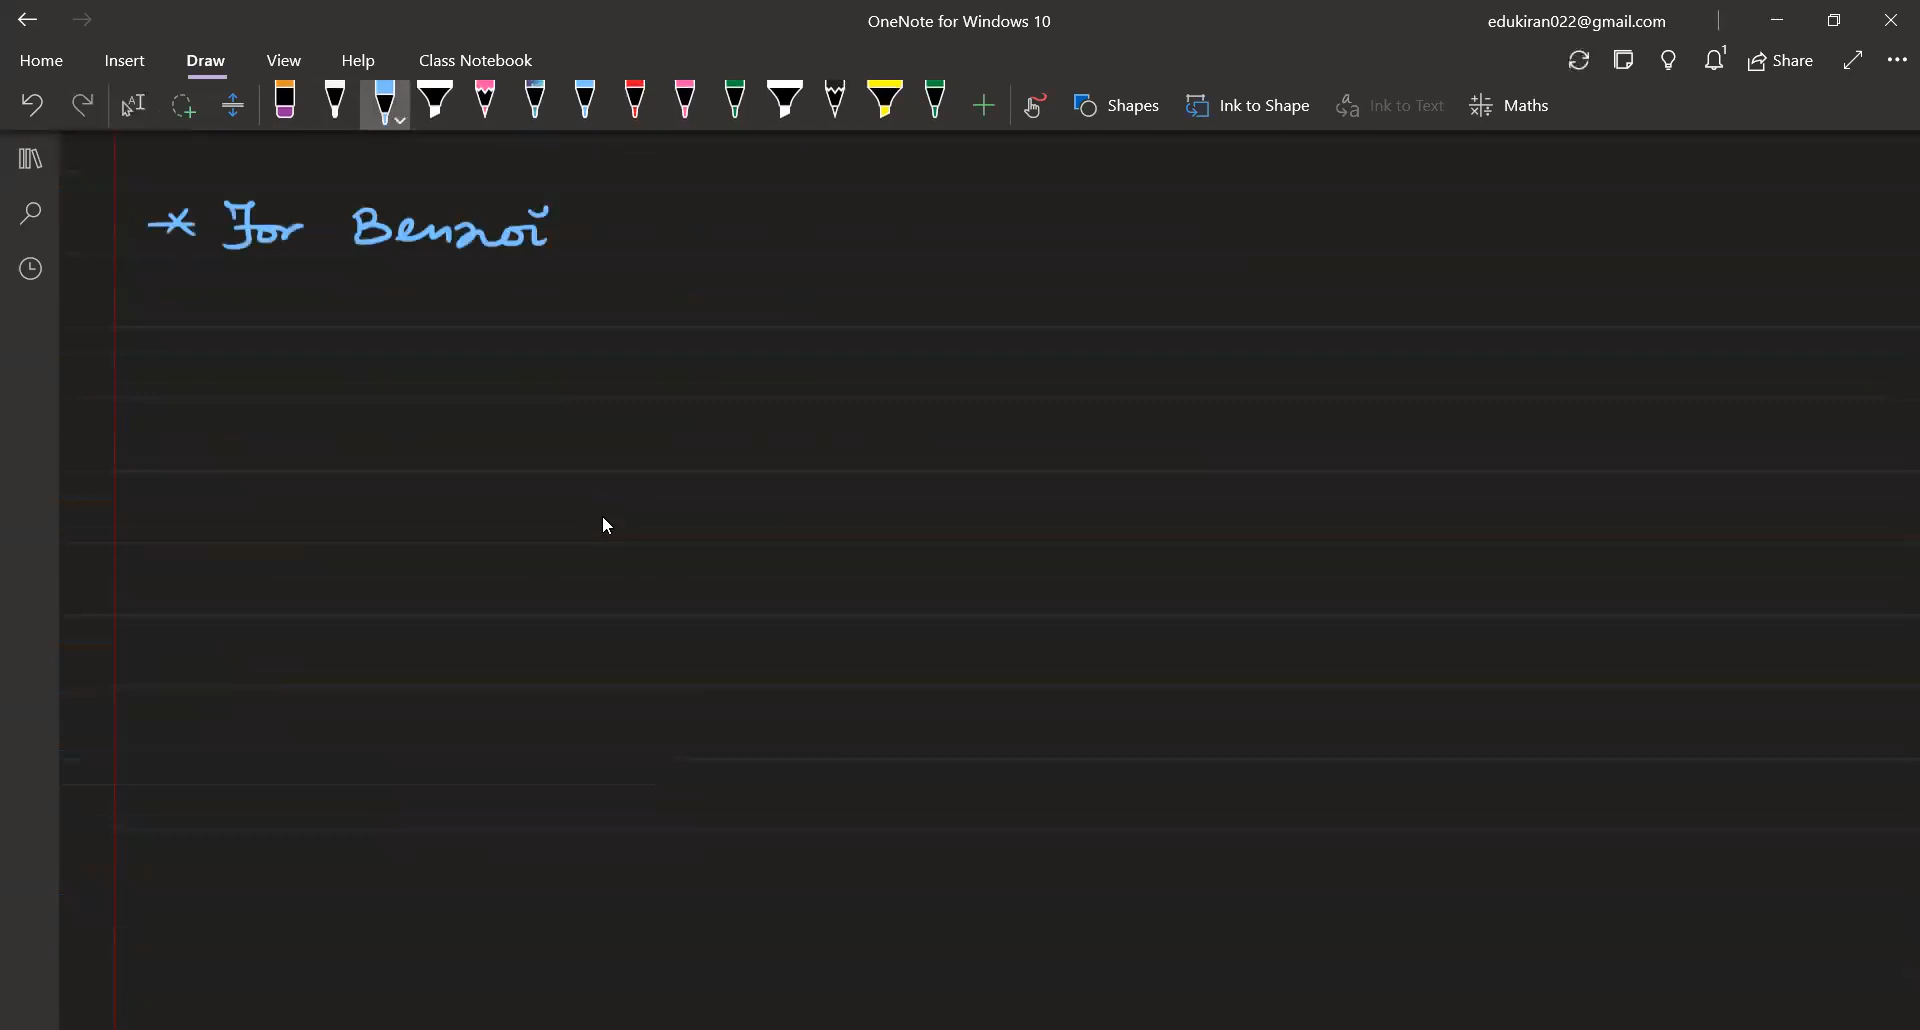 OneNote for Windows 10
edukiran022@gmail.com
Home Insert Draw View Help Class Notebook
1
Share
Shapes Ink to Shape Ink to Text Maths
* For